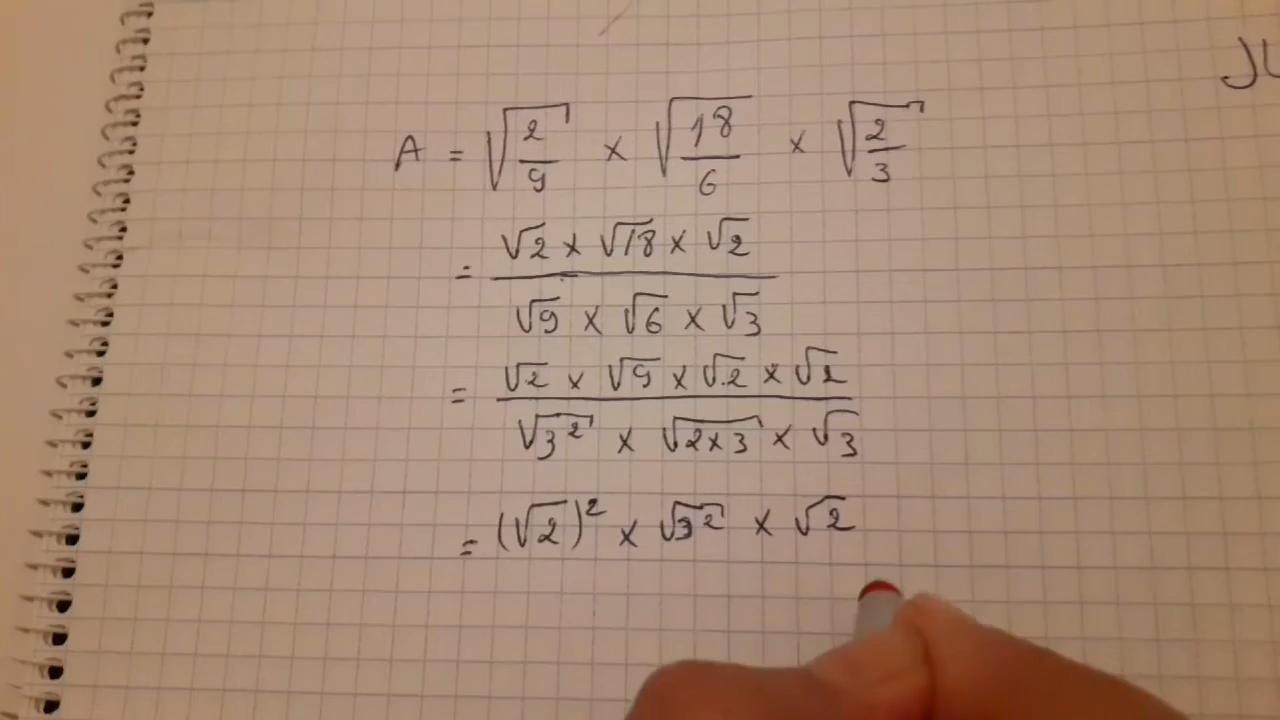 A = √(2/9) × √(18/6) × √(2/3)
= (√2 × √18 × √2) / (√9 × √6 × √3)
= (√2 × √9 × √2 × √2) / (√3² × √2×3 × √3)
= (√2)² × √3² × √2